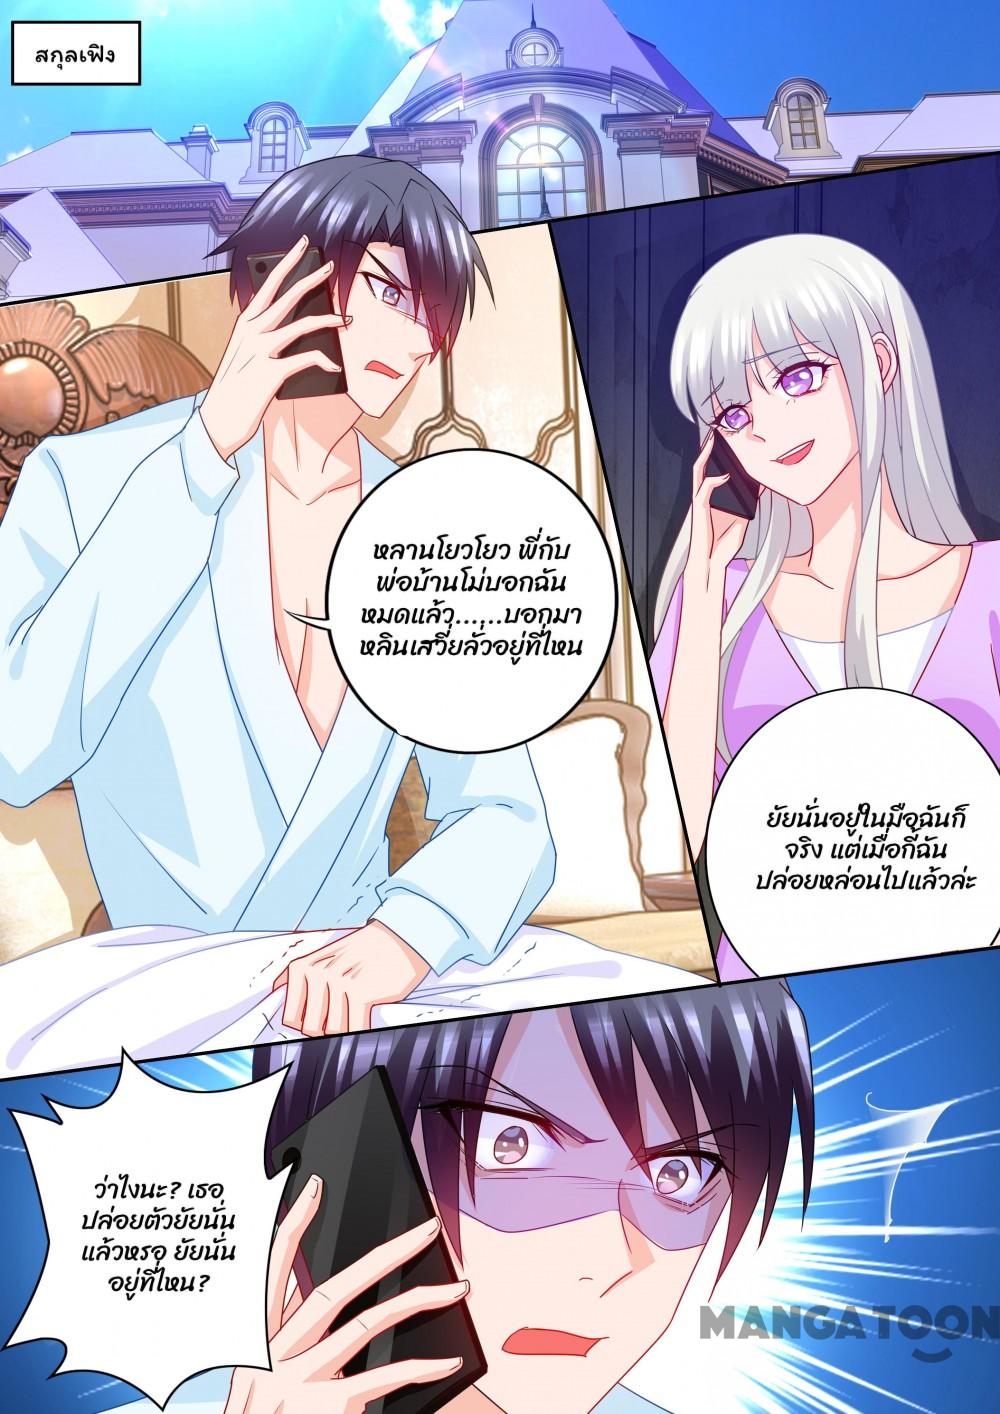 สกุลเฟิง
หลานโยวโยว พี่กับ
พ่อบ้านโม่บอกฉัน
หมดแล้ว......บอกมา
หลินเสวี่ยลั่วอยู่ที่ไหน
ยัยนั่นอยู่ในมือฉันก็
จริง แต่เมื่อกี้ฉัน
ปล่อยหล่อนไปแล้วล่ะ
ว่าไงนะ? เธอ
ปล่อยตัวยัยนั่น
แล้วหรอ ยัยนั่น
อยู่ที่ไหน?
MANGATOON